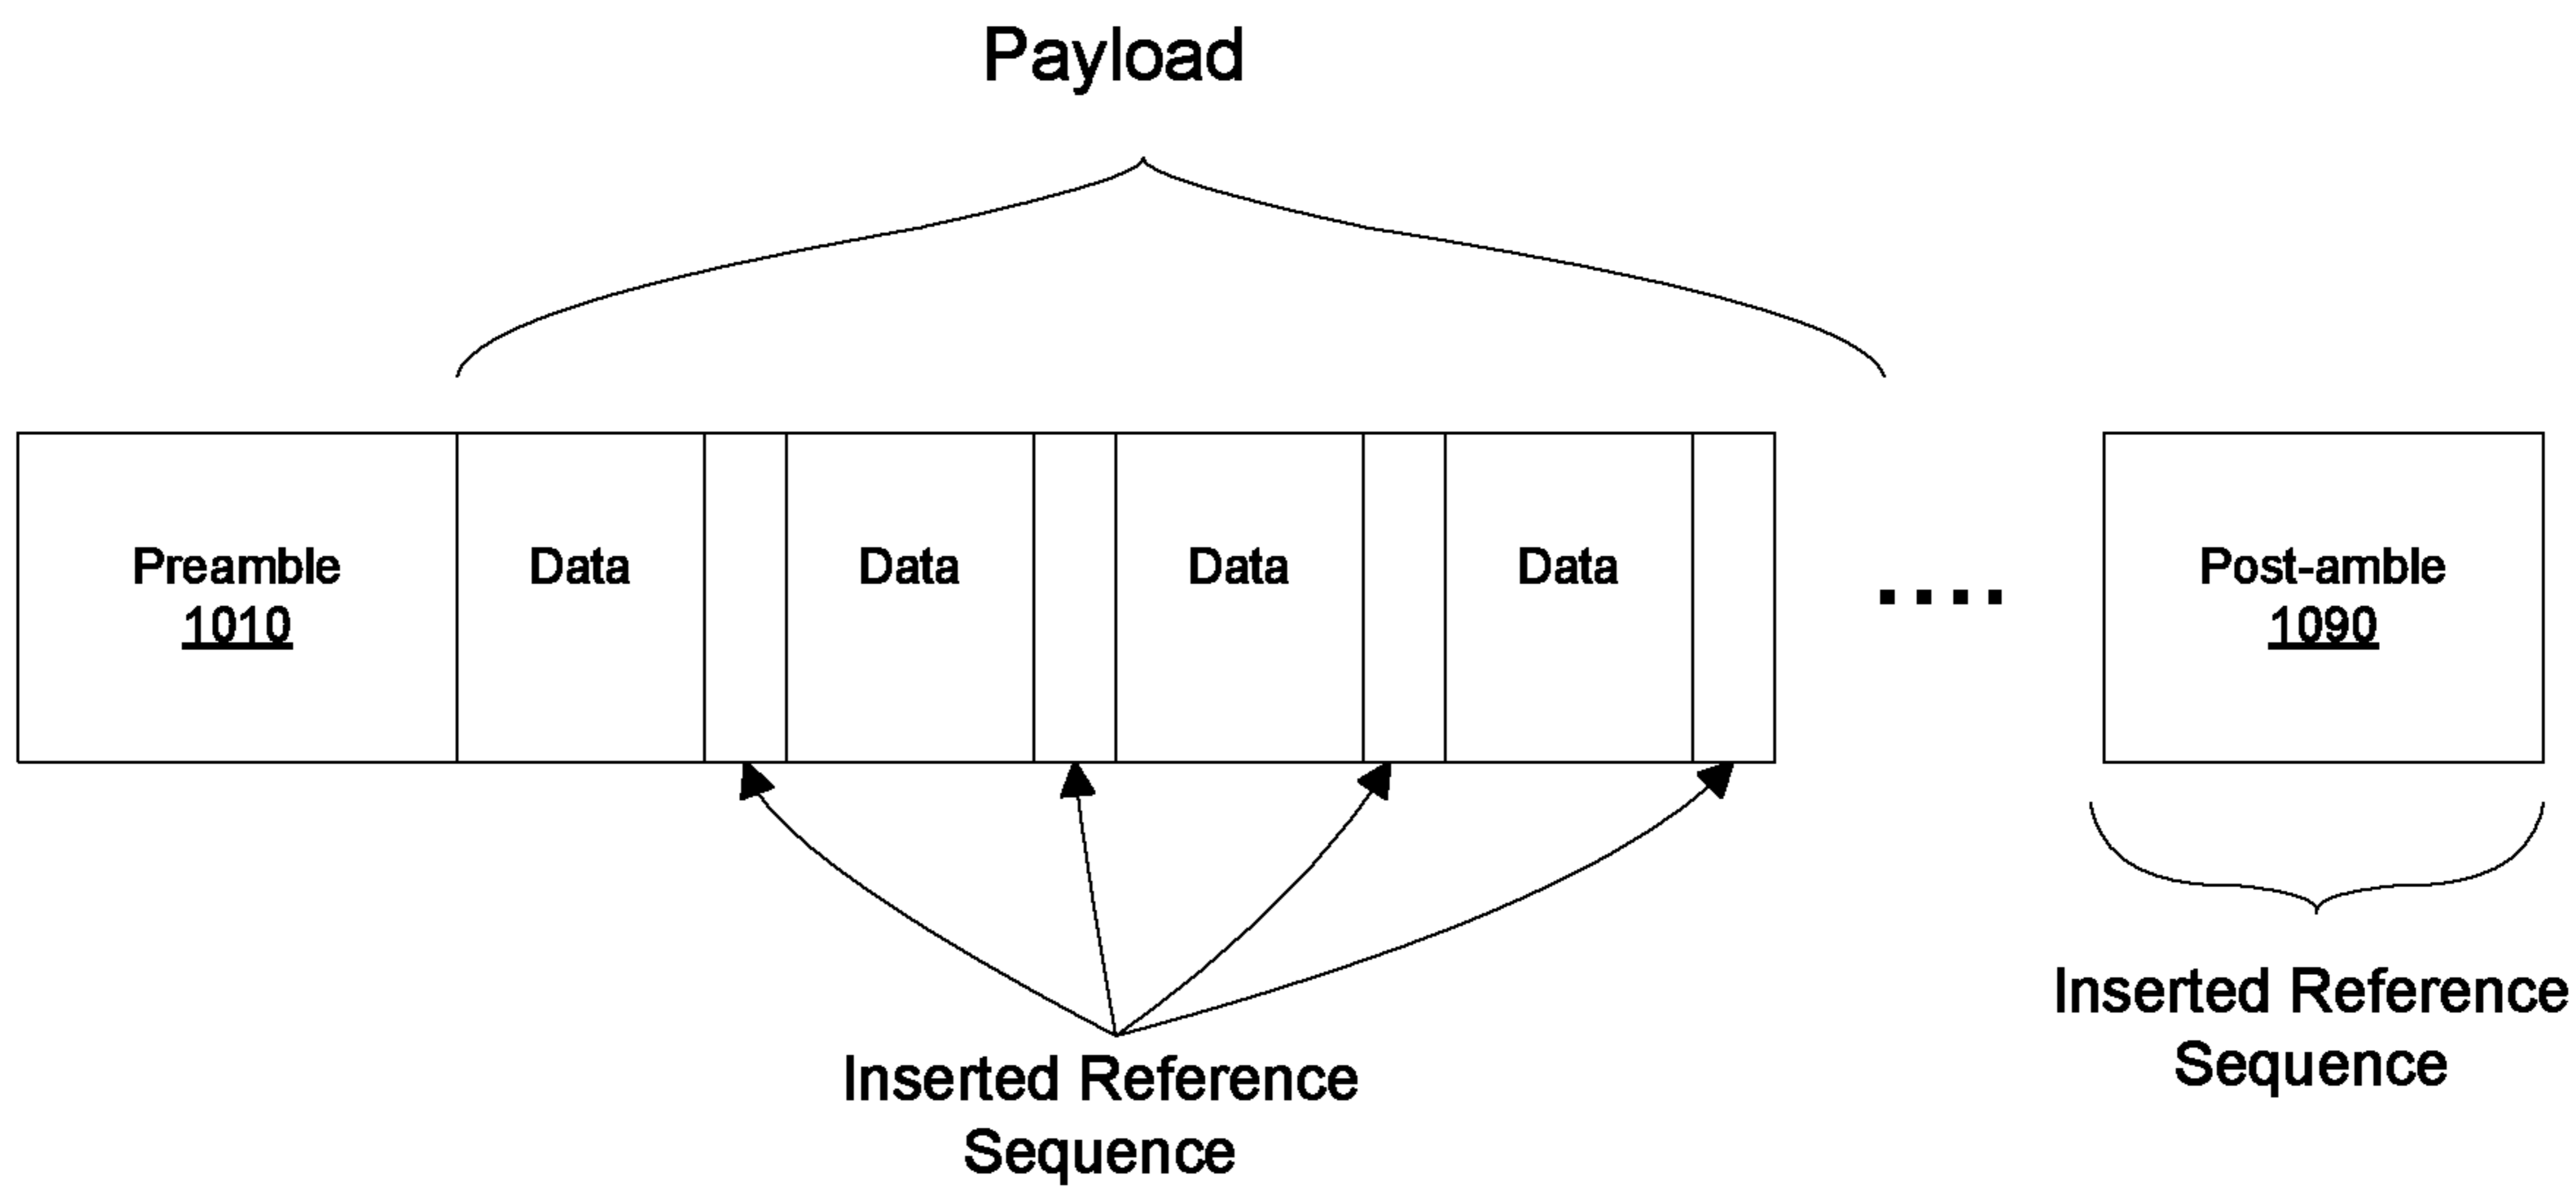 Payload
Preamble
1010
Data
Data
Data
Data
....
Post-amble
1090
Inserted Reference
Sequence
Inserted Reference
Sequence